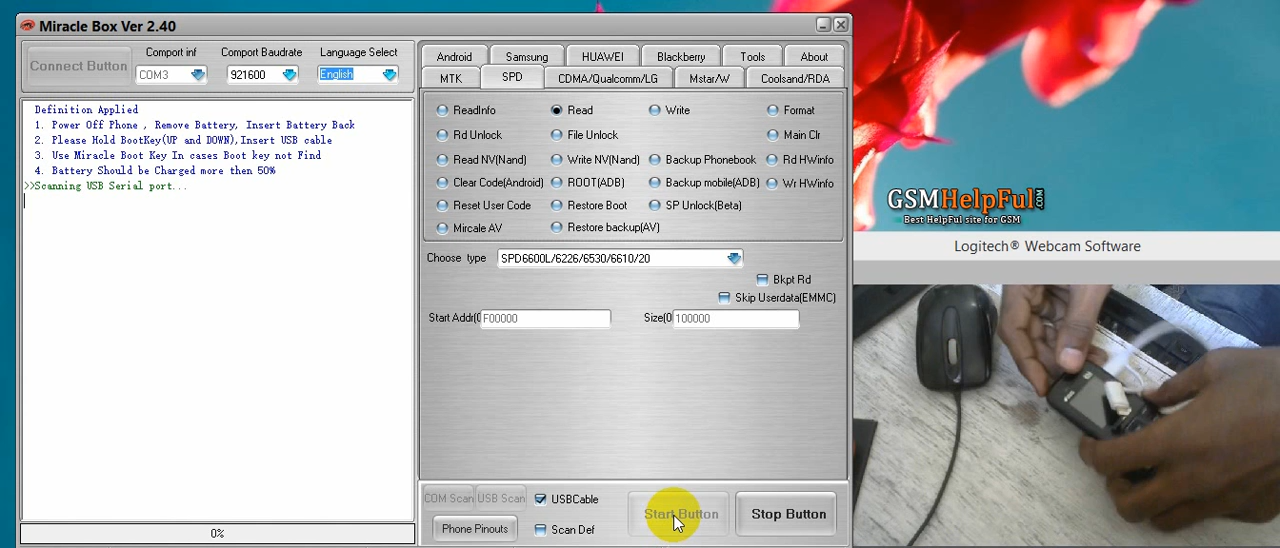 Miracle Box Ver 2.40
Connect Button
Comport inf
Comport Baudrate
Language Select
COM3
921600
English
Definition Applied
1. Power Off Phone , Remove Battery, Insert Battery Back
2. Please Hold BootKey(UP and DOWN),Insert USB cable
3. Use Miracle Boot Key In cases Boot key not Find
4. Battery Should be Charged more then 50%
>>Scanning USB Serial port...
0%
Android
Samsung
HUAWEI
Blackberry
Tools
About
MTK
SPD
CDMA/Qualcomm/LG
Mstar/W
Coolsand/RDA
ReadInfo
Read
Write
Format
Rd Unlock
File Unlock
Main Clr
Read NV(Nand)
Write NV(Nand)
Backup Phonebook
Rd HWinfo
Clear Code(Android)
ROOT(ADB)
Backup mobile(ADB)
Wr HWinfo
Reset User Code
Restore Boot
SP Unlock(Beta)
Mircale AV
Restore backup(AV)
Choose type
SPD6600L/6226/6530/6610/20
Bkpt Rd
Skip Userdata(EMMC)
Start Addr(0
F00000
Size(0
100000
COM Scan
USB Scan
USBCable
Start Button
Stop Button
Phone Pinouts
Scan Def
GSMHelpFul.COM
Best HelpFul site for GSM
Logitech® Webcam Software